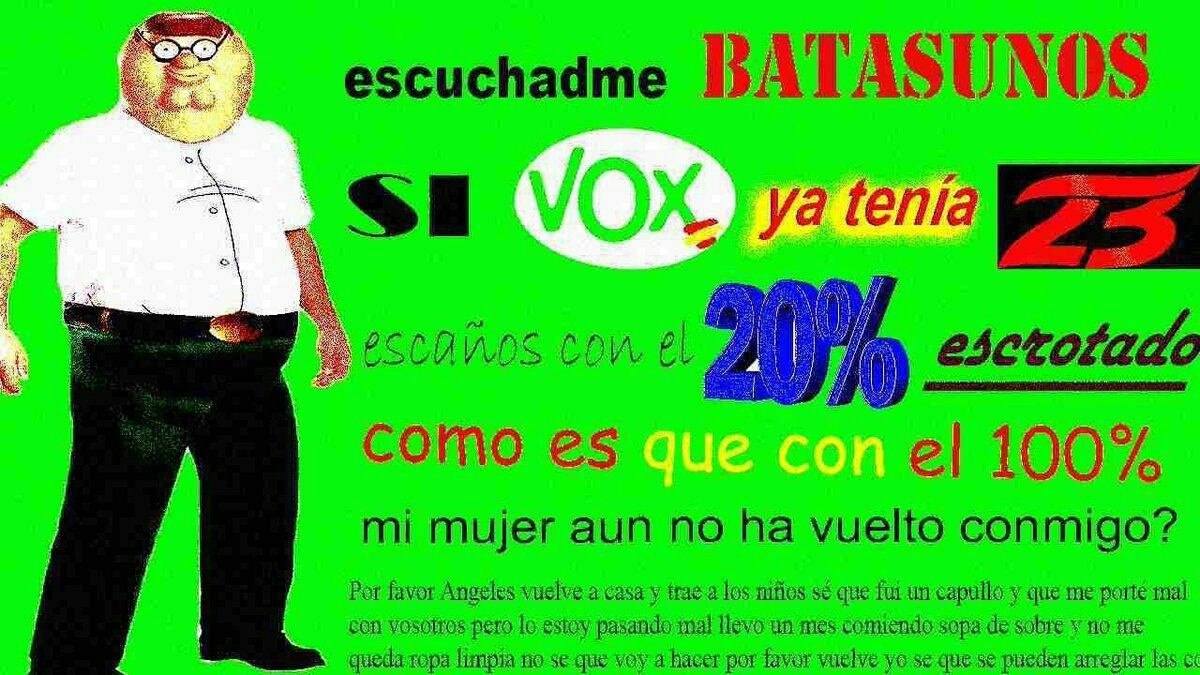 escuchadme BATASUNOS
SI VOX ya tenía 23
escaños con el 20% escrotado
como es que con el 100%
mi mujer aun no ha vuelto conmigo?
Por favor Angeles vuelve a casa y trae a los niños sé que fui un capullo y que me porté mal
con vosotros pero lo estoy pasando mal llevo un mes comiendo sopa de sobre y no me
queda ropa limpia no se que voy a hacer por favor vuelve yo se que se pueden arreglar las